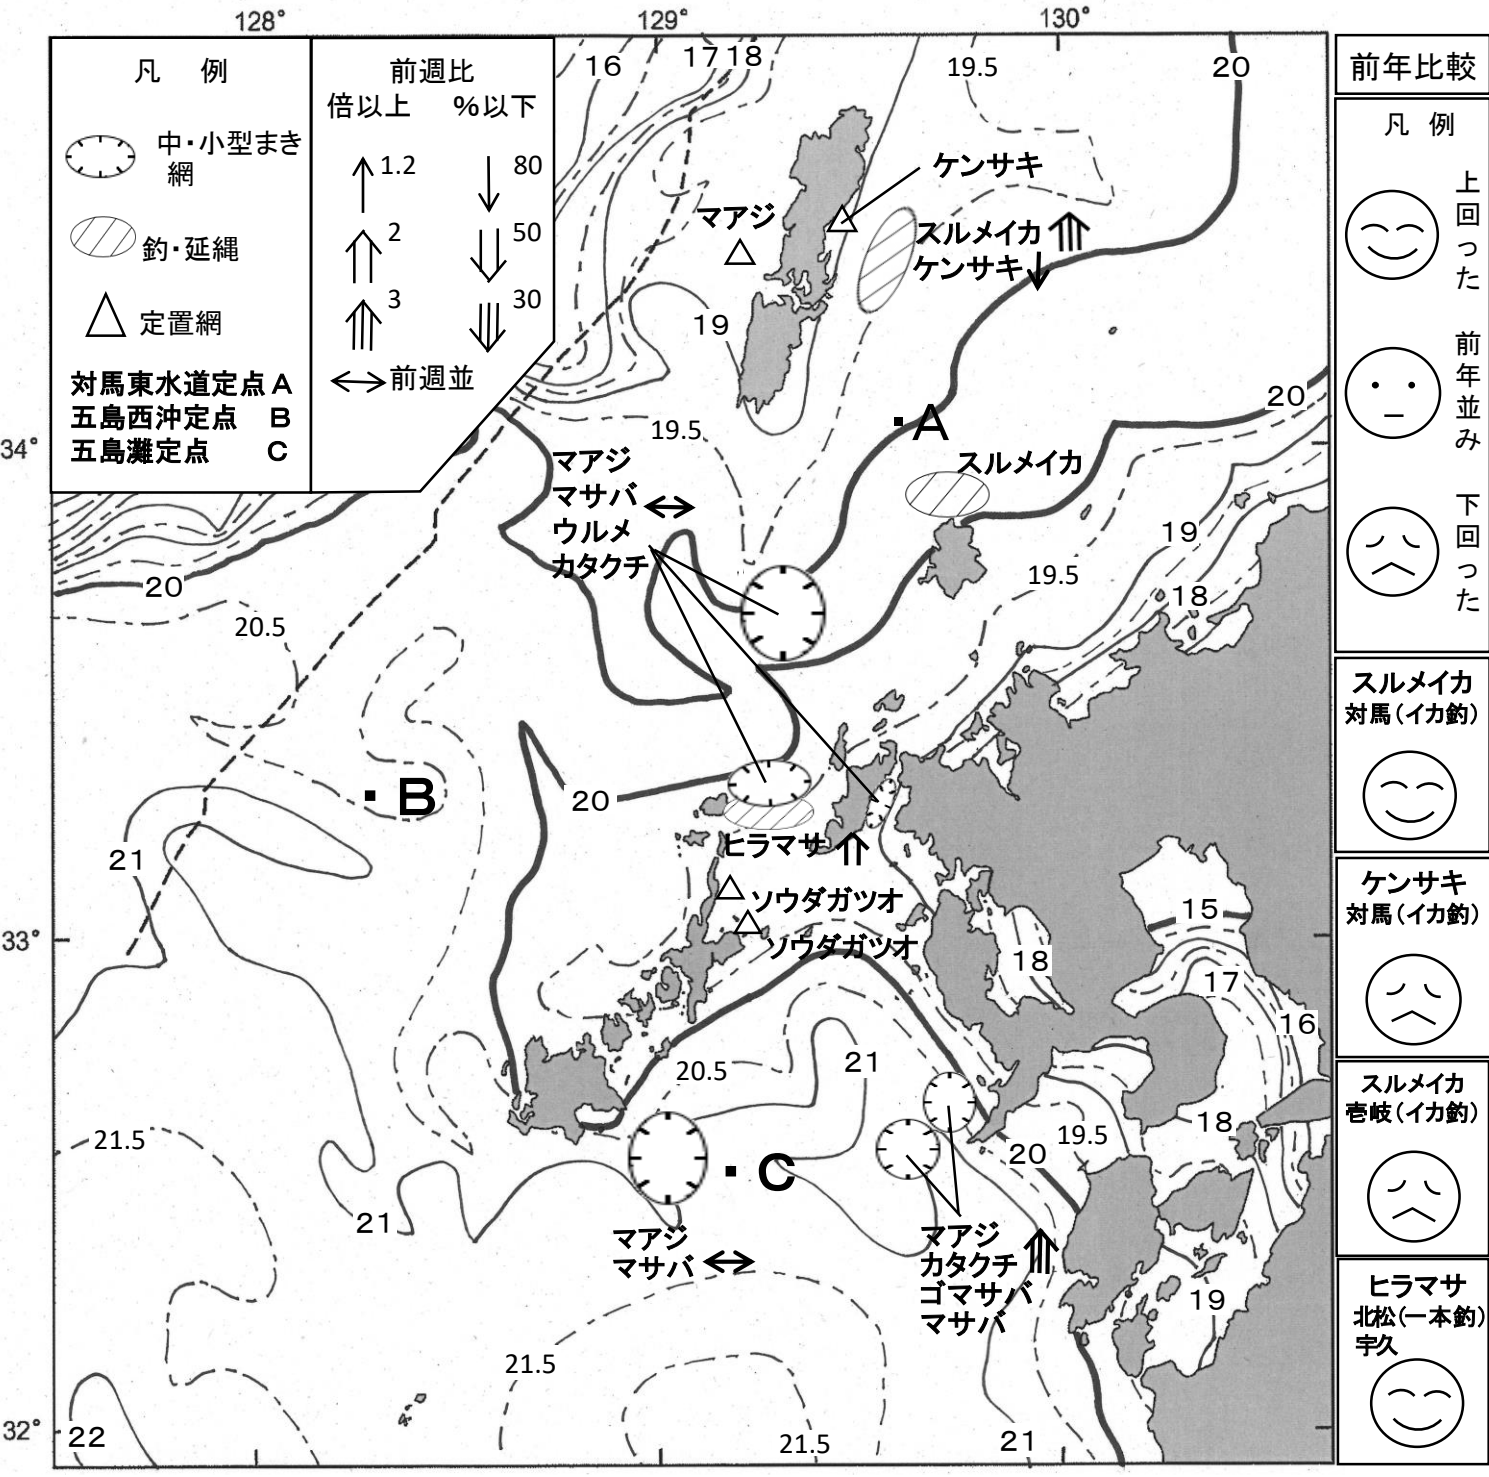 128°
129°
130°
34°
33°
32°
凡 例
中・小型まき
網
釣・延縄
定置網
対馬東水道定点 A
五島西沖定点 B
五島灘定点 C
前週比
倍以上 %以下
1.2 80
2 50
3 30
前週並
16
17 18
19.5
20
ケンサキ
マアジ
スルメイカ
ケンサキ
19
A
20
19.5
マアジ
マサバ
ウルメ
カタクチ
スルメイカ
19
19.5
18
20
20.5
B
20
21
ヒラマサ
ソウダガツオ
ソウダガツオ
15
18
17
16
20.5
21
18
19.5
20
21.5
C
21
マアジ
マサバ
マアジ
カタクチ
ゴマサバ
マサバ
19
21.5
22
21.5
21
前年比較
凡 例
上回った
前年並み
下回った
スルメイカ
対馬(イカ釣)
ケンサキ
対馬(イカ釣)
スルメイカ
壱岐(イカ釣)
ヒラマサ
北松(一本釣)
宇久